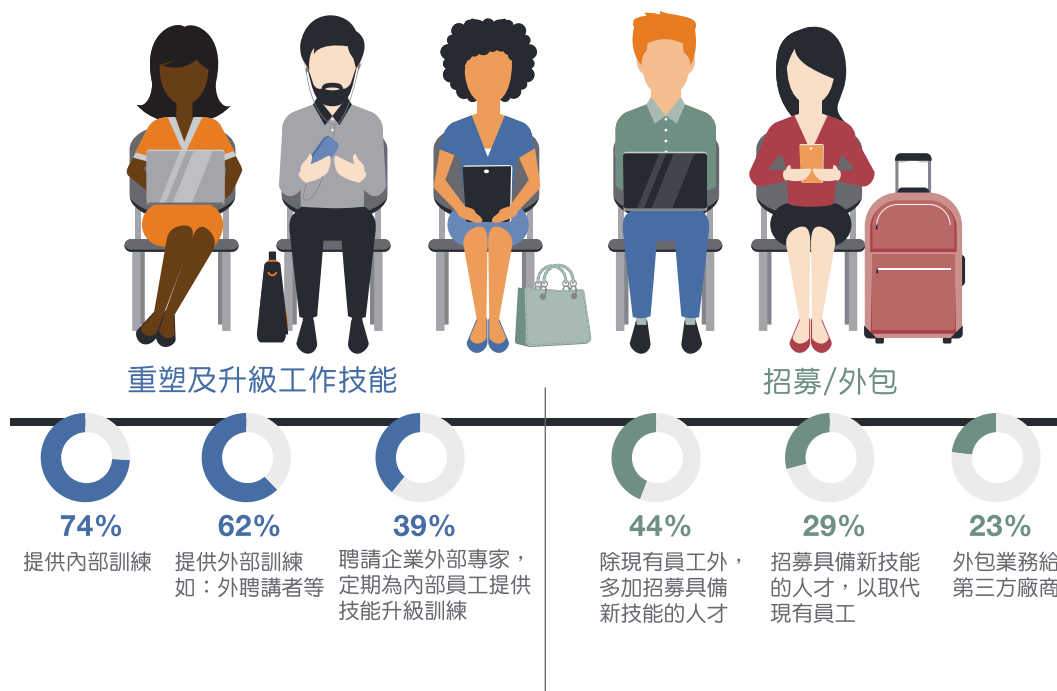 重塑及升級工作技能
招募/外包
74%
提供內部訓練
62%
提供外部訓練
如：外聘講者等
39%
聘請企業外部專家，
定期為內部員工提供
技能升級訓練
44%
除現有員工外，
多加招募具備
新技能的人才
29%
招募具備新技能
的人才，以取代
現有員工
23%
外包業務給
第三方廠商